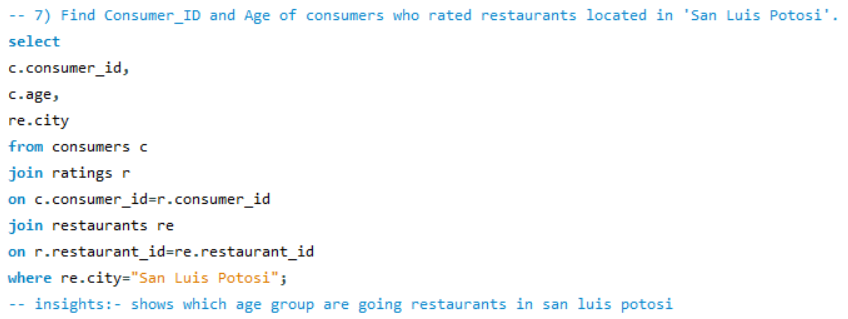 -- 7) Find Consumer_ID and Age of consumers who rated restaurants located in 'San Luis Potosi'.
select
c.consumer_id,
c.age,
re.city
from consumers c
join ratings r
on c.consumer_id=r.consumer_id
join restaurants re
on r.restaurant_id=re.restaurant_id
where re.city="San Luis Potosi";
-- insights:- shows which age group are going restaurants in san luis potosi